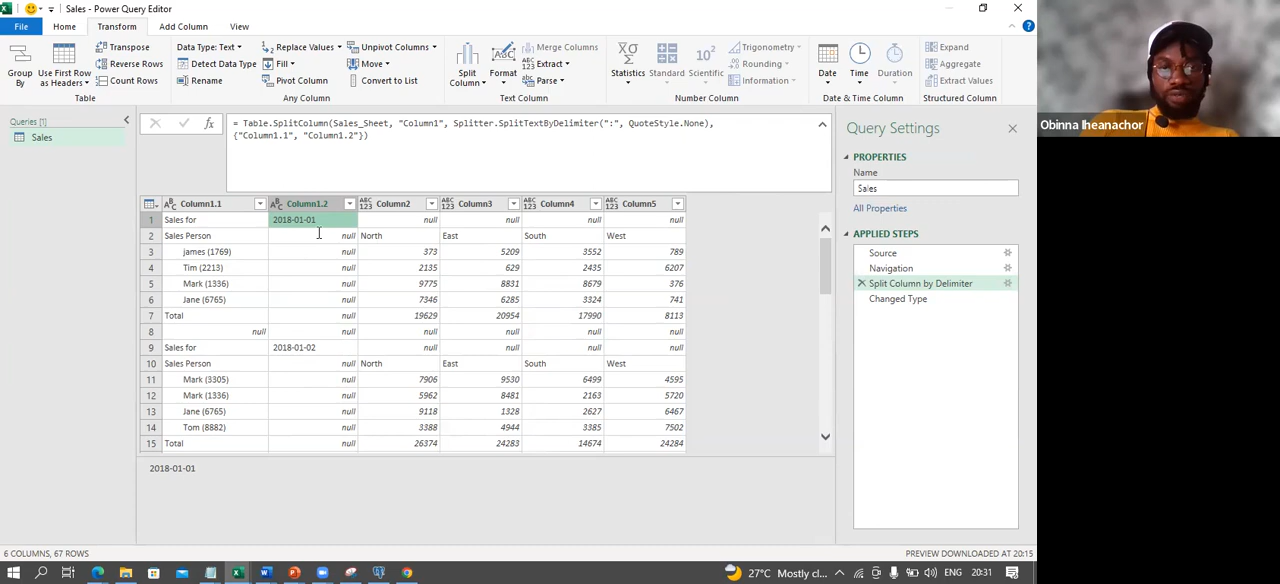 Sales - Power Query Editor
File Home Transform Add Column View
Group By
Use First Row as Headers
Transpose
Reverse Rows
Count Rows
Table
Data Type: Text
Detect Data Type
Rename
Replace Values
Fill
Pivot Column
Unpivot Columns
Move
Convert to List
Any Column
Split Column
Format
Merge Columns
Extract
Parse
Text Column
Statistics
Standard
Scientific
Trigonometry
Rounding
Information
Number Column
Date
Time
Duration
Date & Time Column
Expand
Aggregate
Extract Values
Structured Column
Queries [1]
Sales
fx
= Table.SplitColumn(Sales_Sheet, "Column1", Splitter.SplitTextByDelimiter(":", QuoteStyle.None),
{"Column1.1", "Column1.2"})
Column1.1 Column1.2 Column2 Column3 Column4 Column5
1 Sales for 2018-01-01 null null null null
2 Sales Person null North East South West
3 james (1769) null 373 5209 3552 789
4 Tim (2213) null 2135 629 2435 6207
5 Mark (1336) null 9775 8831 8679 376
6 Jane (6765) null 7346 6285 3324 741
7 Total null 19629 20954 17990 8113
8 null null null null null null
9 Sales for 2018-01-02 null null null null
10 Sales Person null North East South West
11 Mark (3305) null 7906 9530 6499 4595
12 Mark (1336) null 5962 8481 2163 5720
13 Jane (6765) null 9118 1328 2627 6467
14 Tom (8882) null 3388 4944 3385 7502
15 Total null 26374 24283 14674 24284
2018-01-01
Query Settings
PROPERTIES
Name
Sales
All Properties
APPLIED STEPS
Source
Navigation
Split Column by Delimiter
Changed Type
Obinna Iheanachor
6 COLUMNS, 67 ROWS
PREVIEW DOWNLOADED AT 20:15
27°C Mostly cl... ENG 20:31